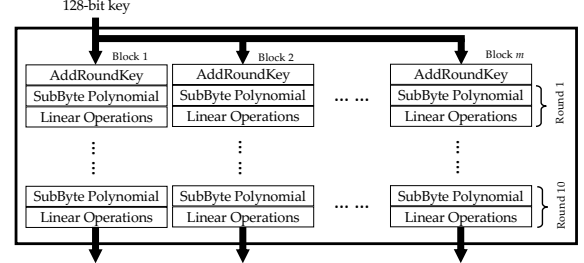 128-bit key
Block 1
Block 2
Block m
AddRoundKey
AddRoundKey
AddRoundKey
SubByte Polynomial
SubByte Polynomial
... ...
SubByte Polynomial
Round 1
Linear Operations
Linear Operations
Linear Operations
SubByte Polynomial
SubByte Polynomial
... ...
SubByte Polynomial
Round 10
Linear Operations
Linear Operations
Linear Operations